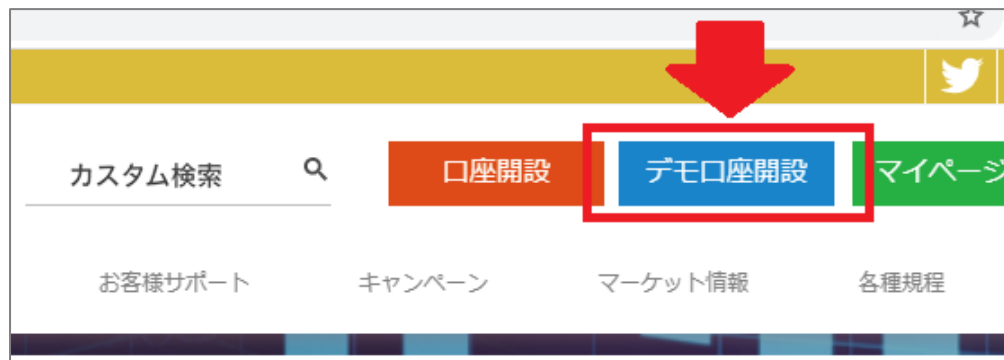 カスタム検索
口座開設
デモ口座開設
マイページ
お客様サポート
キャンペーン
マーケット情報
各種規程